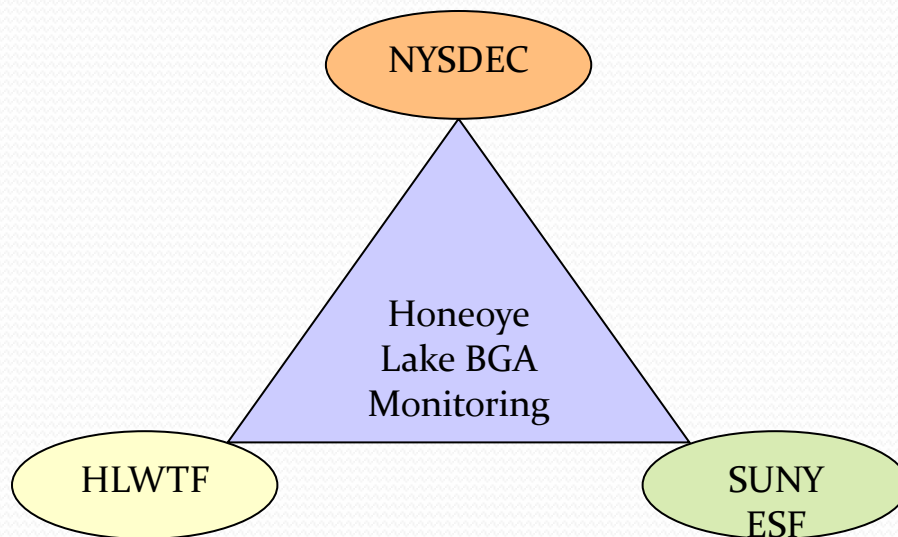 NYSDEC
Honeoye
Lake BGA
Monitoring
HLWTF
SUNY
ESF